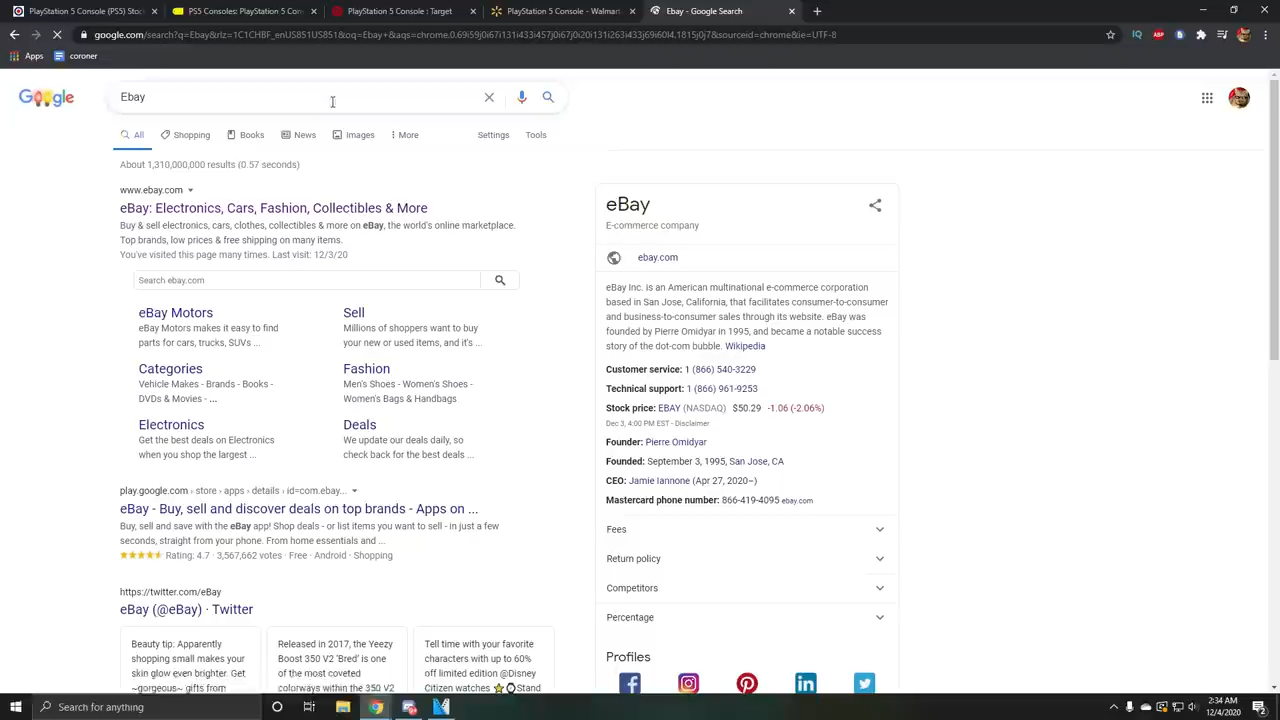 PlayStation 5 Console (PS5) Stoc
PS5 Consoles: PlayStation 5 Cons
PlayStation 5 Consoles : Target
PlayStation 5 Console - Walmart
Ebay - Google Search
google.com/search?q=Ebay&rlz=1C1CHBF_enUS851US851&oq=Ebay+&aqs=chrome.0.69i59j0i67i131i433i457j0i67j0i20i131i263i433j69i60l4.1815j0j7&sourceid=chrome&ie=UTF-8
Apps
coroner
Ebay
All
Shopping
Books
News
Images
More
Settings
Tools
About 1,310,000,000 results (0.57 seconds)
www.ebay.com
eBay: Electronics, Cars, Fashion, Collectibles & More
Buy & sell electronics, cars, clothes, collectibles & more on eBay, the world's online marketplace.
Top brands, low prices & free shipping on many items.
You've visited this page many times. Last visit: 12/3/20
Search ebay.com
eBay Motors
eBay Motors makes it easy to find
parts for cars, trucks, SUVs ...
Sell
Millions of shoppers want to buy
your new or used items, and it's ...
Categories
Vehicle Makes - Brands - Books -
DVDs & Movies - ...
Fashion
Men's Shoes - Women's Shoes -
Women's Bags & Handbags
Electronics
Get the best deals on Electronics
when you shop the largest ...
Deals
We update our deals daily, so
check back for the best deals ...
play.google.com › store › apps › details › id=com.ebay...
eBay - Buy, sell and discover deals on top brands - Apps on ...
Buy, sell and save with the eBay app! Shop deals - or list items you want to sell - in just a few
seconds, straight from your phone. From home essentials and ...
Rating: 4.7 · 3,567,662 votes · Free · Android · Shopping
https://twitter.com/eBay
eBay (@eBay) · Twitter
Beauty tip: Apparently
shopping small makes your
skin glow even brighter. Get
~gorgeous~ gifts from
Released in 2017, the Yeezy
Boost 350 V2 'Bred' is one
of the most coveted
colorways within the 350 V2
Tell time with your favorite
characters with up to 60%
off limited edition @Disney
Citizen watches ⭐⌚Stand
eBay
E-commerce company
ebay.com
eBay Inc. is an American multinational e-commerce corporation
based in San Jose, California, that facilitates consumer-to-consumer
and business-to-consumer sales through its website. eBay was
founded by Pierre Omidyar in 1995, and became a notable success
story of the dot-com bubble. Wikipedia
Customer service: 1 (866) 540-3229
Technical support: 1 (866) 961-9253
Stock price: EBAY (NASDAQ) $50.29 -1.06 (-2.06%)
Dec 3, 4:00 PM EST - Disclaimer
Founder: Pierre Omidyar
Founded: September 3, 1995, San Jose, CA
CEO: Jamie Iannone (Apr 27, 2020–)
Mastercard phone number: 866-419-4095 ebay.com
Fees
Return policy
Competitors
Percentage
Profiles
Search for anything
2:34 AM
12/4/2020